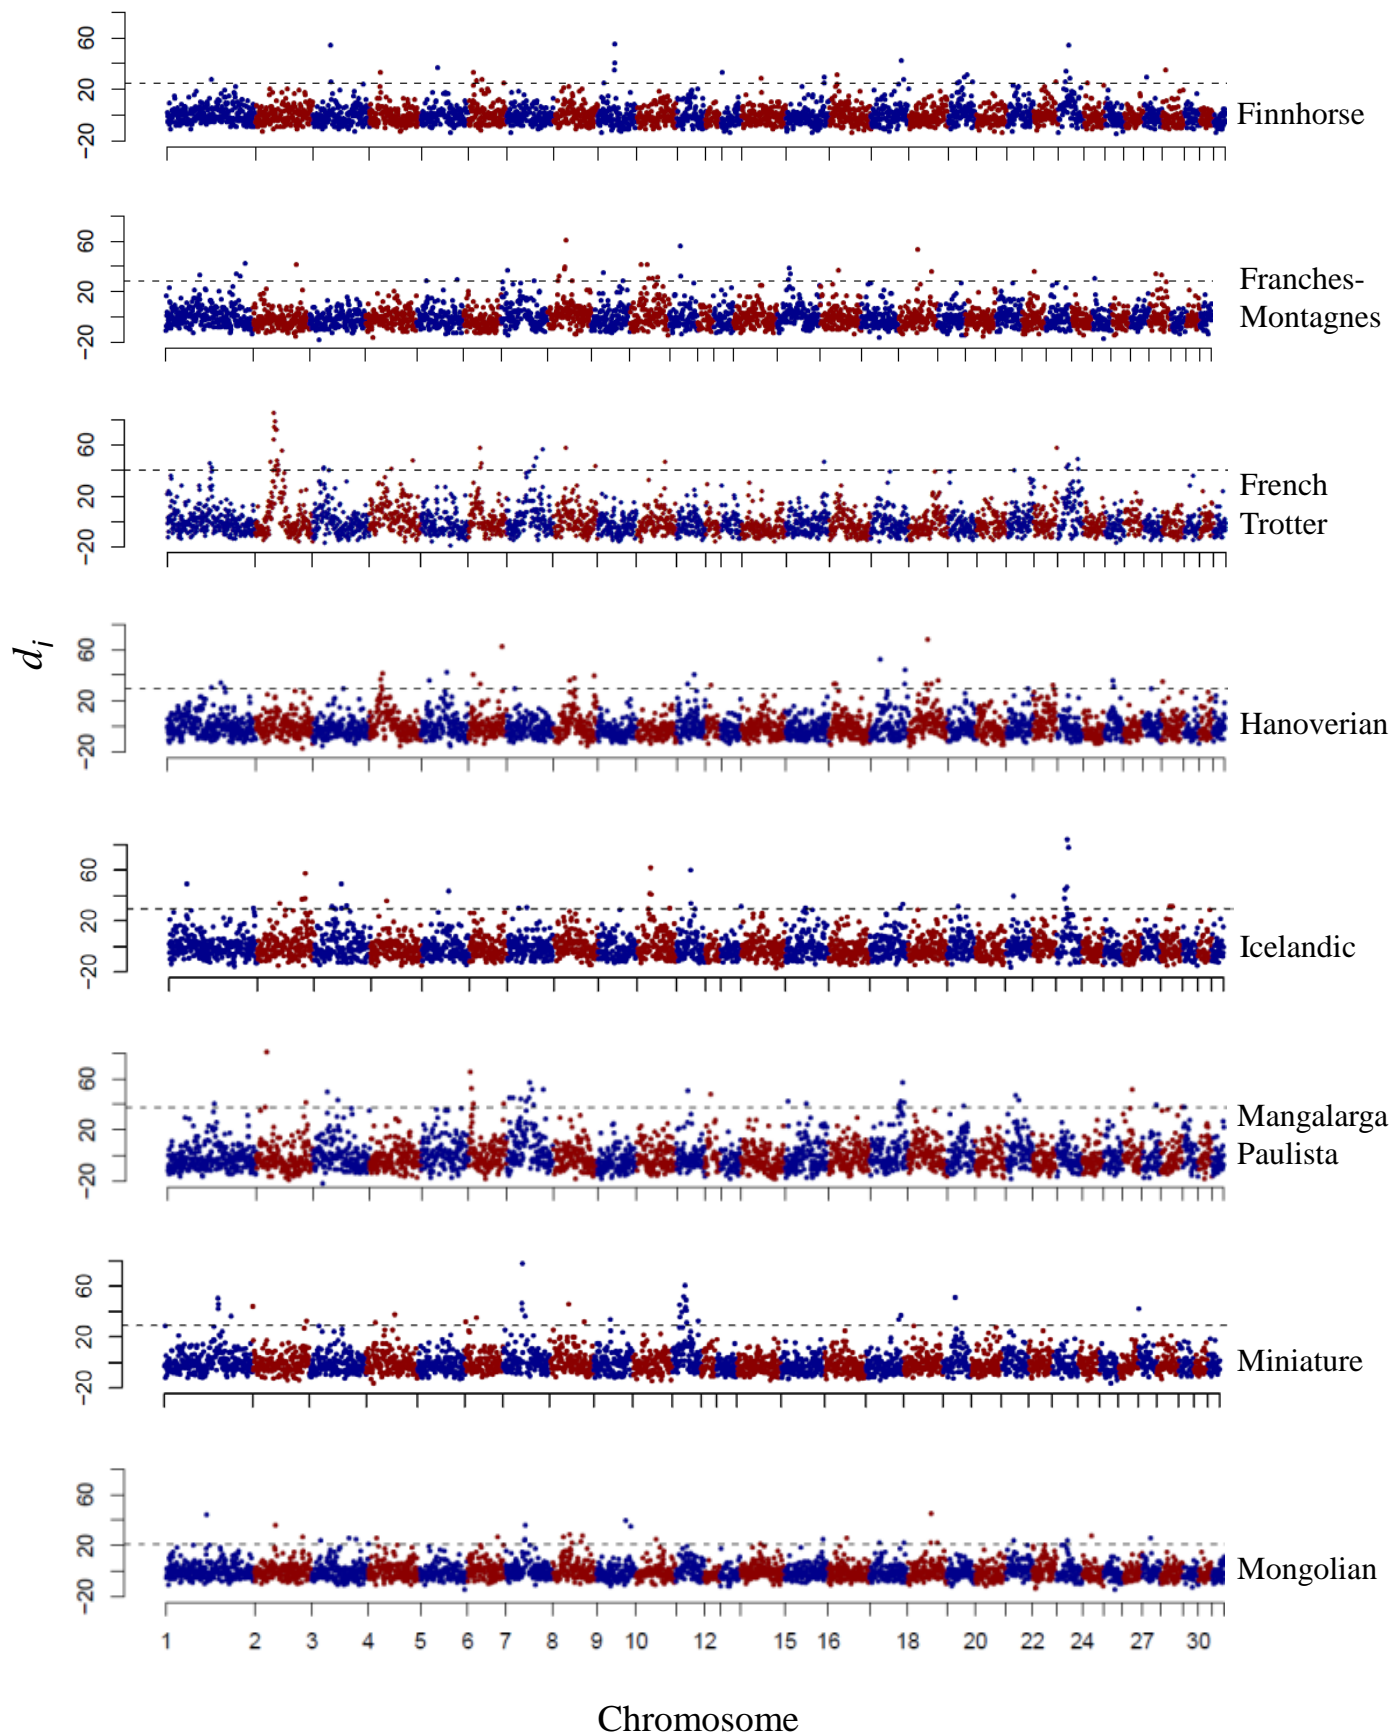 60
20
−20
Finnhorse
60
20
−20
Franches-
Montagnes
60
20
−20
French
Trotter
d_i
60
20
−20
Hanoverian
60
20
−20
Icelandic
60
20
−20
Mangalarga
Paulista
60
20
−20
Miniature
60
20
−20
Mongolian
1 2 3 4 5 6 7 8 9 10 12 15 16 18 20 22 24 27 30
Chromosome